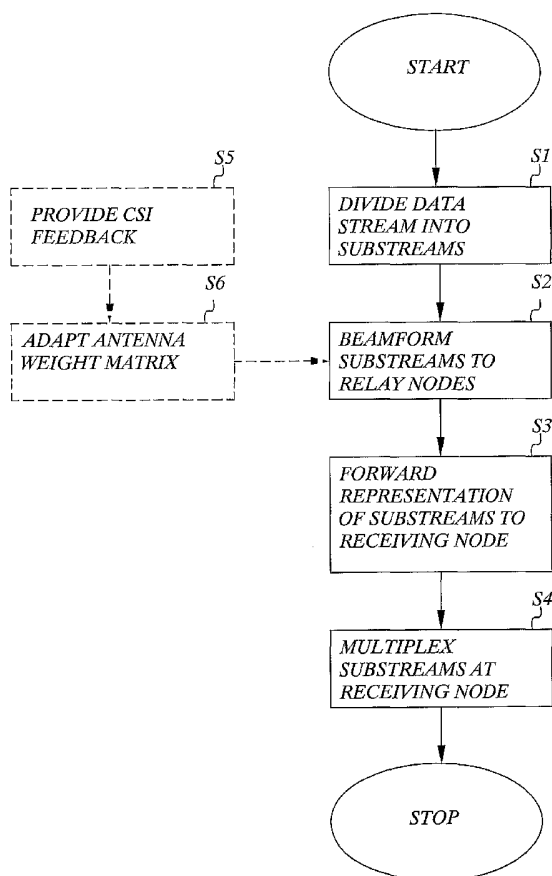 START
S1
DIVIDE DATA
STREAM INTO
SUBSTREAMS
S5
PROVIDE CSI
FEEDBACK
S6
ADAPT ANTENNA
WEIGHT MATRIX
S2
BEAMFORM
SUBSTREAMS TO
RELAY NODES
S3
FORWARD
REPRESENTATION
OF SUBSTREAMS TO
RECEIVING NODE
S4
MULTIPLEX
SUBSTREAMS AT
RECEIVING NODE
STOP